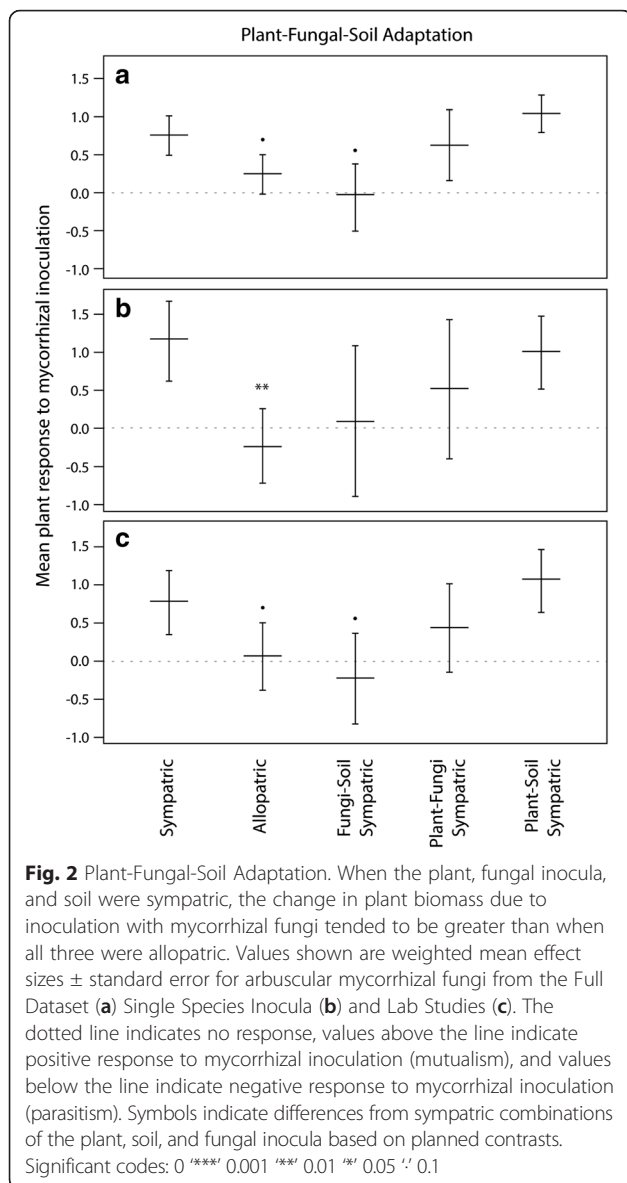 Plant-Fungal-Soil Adaptation
Mean plant response to mycorrhizal inoculation
a
1.5
1.0
0.5
0.0
-0.5
-1.0
•
•
b
1.5
1.0
0.5
0.0
-0.5
-1.0
**
c
1.5
1.0
0.5
0.0
-0.5
-1.0
•
•
Sympatric
Allopatric
Fungi-Soil
Sympatric
Plant-Fungi
Sympatric
Plant-Soil
Sympatric
Fig. 2 Plant-Fungal-Soil Adaptation. When the plant, fungal inocula,
and soil were sympatric, the change in plant biomass due to
inoculation with mycorrhizal fungi tended to be greater than when
all three were allopatric. Values shown are weighted mean effect
sizes ± standard error for arbuscular mycorrhizal fungi from the Full
Dataset (a) Single Species Inocula (b) and Lab Studies (c). The
dotted line indicates no response, values above the line indicate
positive response to mycorrhizal inoculation (mutualism), and values
below the line indicate negative response to mycorrhizal inoculation
(parasitism). Symbols indicate differences from sympatric combinations
of the plant, soil, and fungal inocula based on planned contrasts.
Significant codes: 0 ‘***’ 0.001 ‘**’ 0.01 ‘*’ 0.05 ‘·’ 0.1